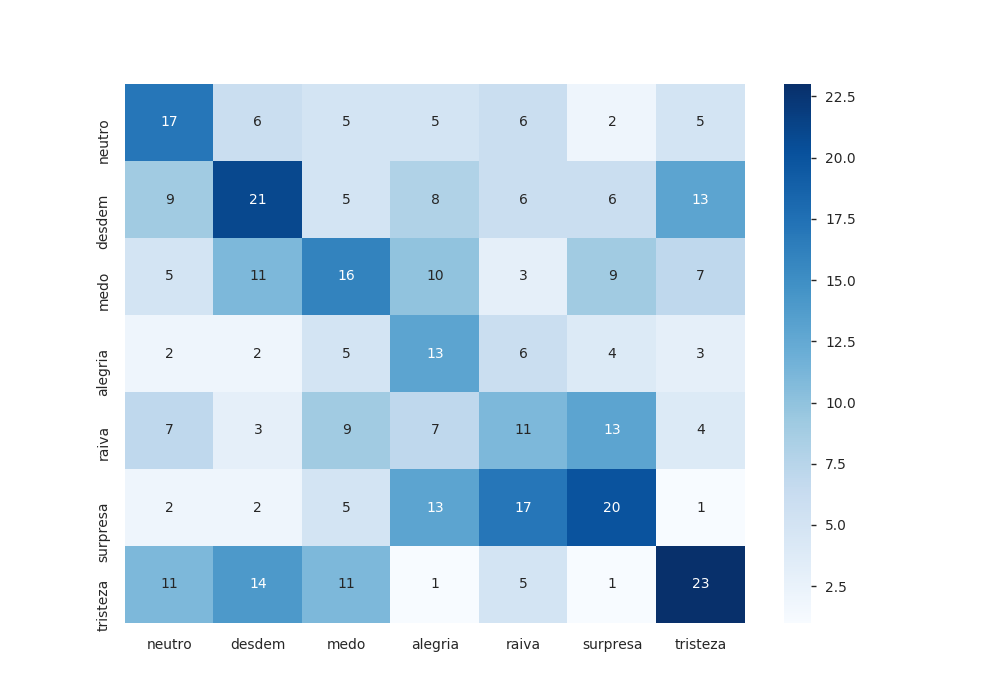 neutro 17 6 5 5 6 2 5
desdem 9 21 5 8 6 6 13
medo 5 11 16 10 3 9 7
alegria 2 2 5 13 6 4 3
raiva 7 3 9 7 11 13 4
surpresa 2 2 5 13 17 20 1
tristeza 11 14 11 1 5 1 23
neutro desdem medo alegria raiva surpresa tristeza
22.5
20.0
17.5
15.0
12.5
10.0
7.5
5.0
2.5